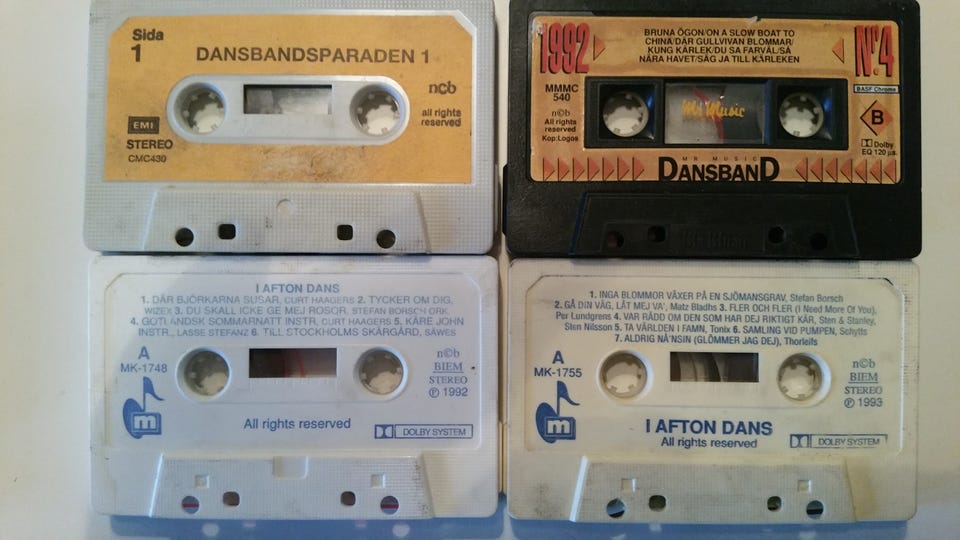 Sida
1
DANSBANDSPARADEN 1
n©b
all rights
reserved
EMI
STEREO
CMC430
1992
BRUNA ÖGON/ON A SLOW BOAT TO
CHINA/DÄR GULLVIVAN BLOMMAR/
KUNG KÄRLEK/DU SA FARVÄL/SÅ
NÄRA HAVET/SÄG JA TILL KÄRLEKEN
Nr.4
MMMC
540
n©b
All rights
reserved
Kop:Logos
Mr Music
BASF Chrome
B
Dolby
EQ 120 µs.
MR MUSIC
DANSBAND
I AFTON DANS
1. DÄR BJÖRKARNA SUSAR, CURT HAAGERS 2. TYCKER OM DIG,
WIZEX 3. DU SKALL ICKE GE MEJ ROSOR, STEFAN BORSCH ORK.
4. GOTLÄNDSK SOMMARNATT INSTR, CURT HAAGERS 5. KÄRE JOHN
INSTR., LASSE STEFANZ 6. TILL STOCKHOLMS SKÄRGÅRD, SÄWES
A
MK-1748
n©b
BIEM
STEREO
℗ 1992
m
All rights reserved
DOLBY SYSTEM
1. INGA BLOMMOR VÄXER PÅ EN SJÖMANSGRAV, Stefan Borsch
2. GÅ DIN VÄG, LÅT MEJ VA', Matz Bladhs 3. FLER OCH FLER (I Need More Of You),
Per Lundgrens 4. VAR RÄDD OM DEN SOM HAR DEJ RIKTIGT KÄR, Sten & Stanley,
Sten Nilsson 5. TA VÄRLDEN I FAMN, Tonix 6. SAMLING VID PUMPEN, Schytts
7. ALDRIG NÅ'NSIN (GLÖMMER JAG DEJ), Thorleifs
A
MK-1755
n©b
BIEM
STEREO
℗ 1993
m
I AFTON DANS
All rights reserved
DOLBY SYSTEM